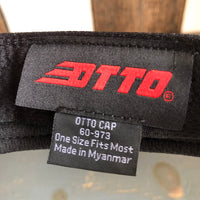 OTTO®
OTTO CAP
60-973
One Size Fits Most
Made in Myanmar